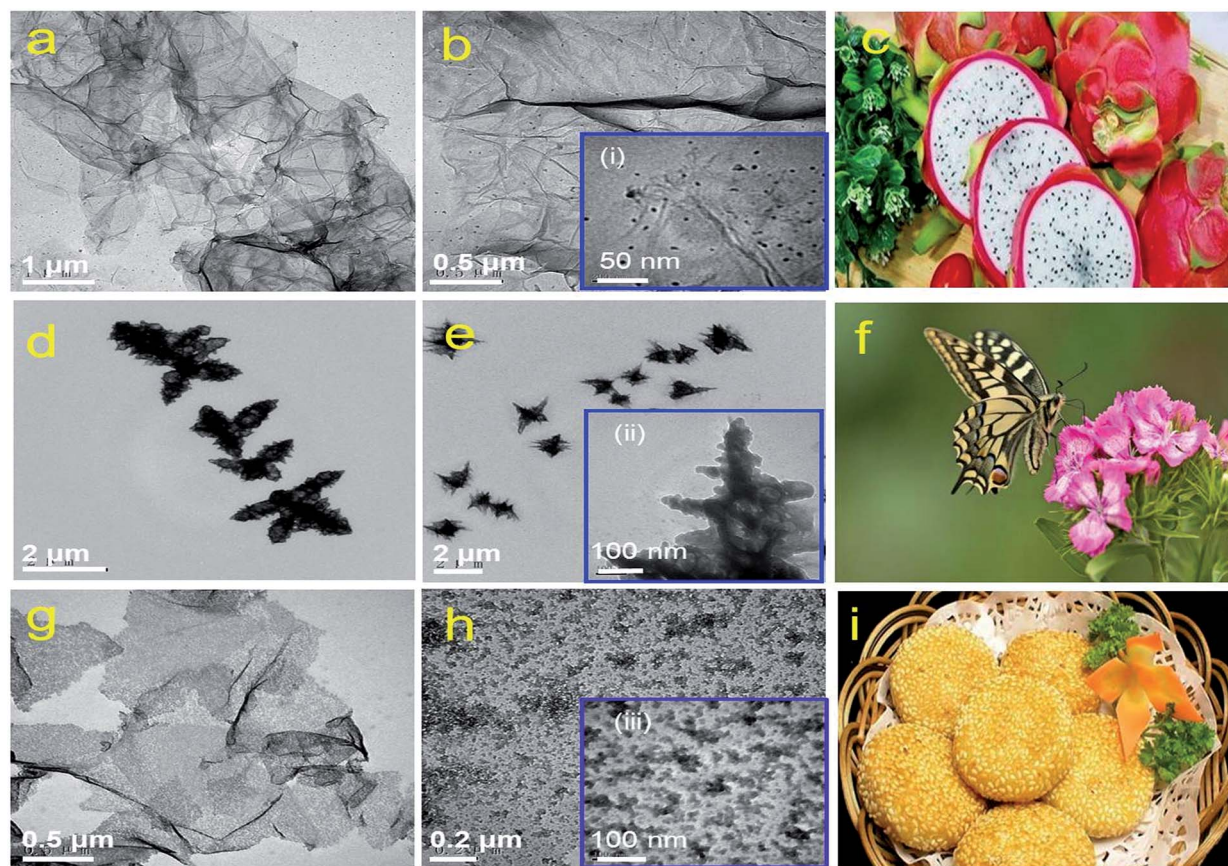 a
1 μm
b
(i)
0.5 μm
50 nm
c
d
2 μm
e
(ii)
2 μm
100 nm
f
g
0.5 μm
h
(iii)
0.2 μm
100 nm
i